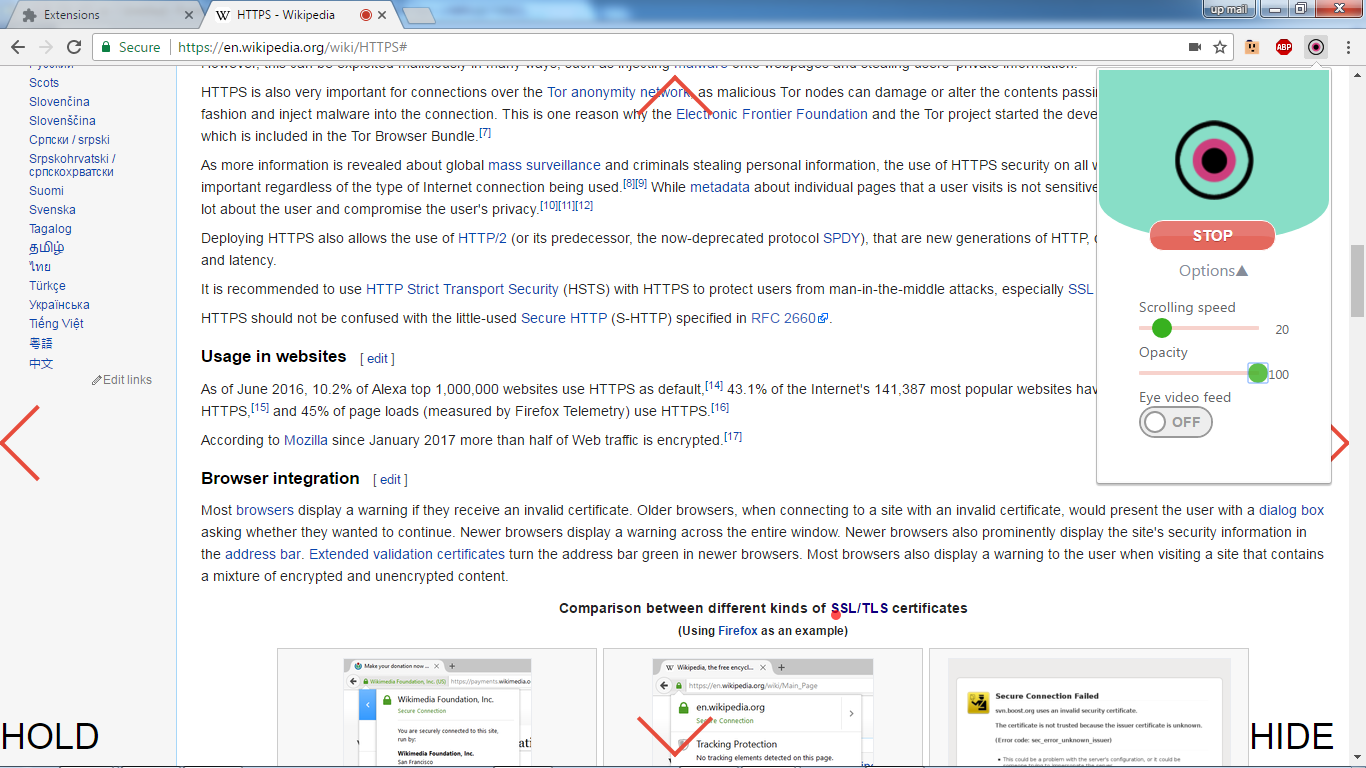 Extensions
HTTPS - Wikipedia
up mail
Secure
https://en.wikipedia.org/wiki/HTTPS#
ABP
Русский
Scots
Slovenčina
Slovenščina
Српски / srpski
Srpskohrvatski /
српскохрватски
Suomi
Svenska
Tagalog
தமிழ்
ไทย
Türkçe
Українська
Tiếng Việt
粵語
中文
Edit links
However, this can be exploited maliciously in many ways, such as injecting malware onto webpages and stealing users' private information.
HTTPS is also very important for connections over the Tor anonymity network, as malicious Tor nodes can damage or alter the contents
fashion and inject malware into the connection. This is one reason why the Electronic Frontier Foundation and the Tor project started the
which is included in the Tor Browser Bundle.[7]
As more information is revealed about global mass surveillance and criminals stealing personal information, the use of HTTPS security on all
important regardless of the type of Internet connection being used.[8][9] While metadata about individual pages that a user visits is not
lot about the user and compromise the user's privacy.[10][11][12]
Deploying HTTPS also allows the use of HTTP/2 (or its predecessor, the now-deprecated protocol SPDY), that are new generations of HTTP,
and latency.
It is recommended to use HTTP Strict Transport Security (HSTS) with HTTPS to protect users from man-in-the-middle attacks, especially SSL
HTTPS should not be confused with the little-used Secure HTTP (S-HTTP) specified in RFC 2660.
Usage in websites [ edit ]
As of June 2016, 10.2% of Alexa top 1,000,000 websites use HTTPS as default,[14] 43.1% of the Internet's 141,387 most popular websites
HTTPS,[15] and 45% of page loads (measured by Firefox Telemetry) use HTTPS.[16]
According to Mozilla since January 2017 more than half of Web traffic is encrypted.[17]
Browser integration [ edit ]
Most browsers display a warning if they receive an invalid certificate. Older browsers, when connecting to a site with an invalid certificate, would present the user with a dialog box
asking whether they wanted to continue. Newer browsers display a warning across the entire window. Newer browsers also prominently display the site's security information in
the address bar. Extended validation certificates turn the address bar green in newer browsers. Most browsers also display a warning to the user when visiting a site that contains
a mixture of encrypted and unencrypted content.
Comparison between different kinds of SSL/TLS certificates
(Using Firefox as an example)
Make your donation now ...
Wikimedia Foundation, Inc. (US)
https://payments.wikimedia.o
Wikimedia Foundation, Inc.
Secure Connection
You are securely connected to this site,
run by:
Wikimedia Foundation, Inc.
San Francisco
Wikipedia, the free encycl...
https://en.wikipedia.org/wiki/Main_Page
en.wikipedia.org
Secure Connection
Tracking Protection
No tracking elements detected on this page.
Secure Connection Failed
svn.boost.org uses an invalid security certificate.
The certificate is not trusted because the issuer certificate is unknown.
(Error code: sec_error_unknown_issuer)
This could be a problem with the server's configuration, or it could be
STOP
Options
Scrolling speed
20
Opacity
100
Eye video feed
OFF
HOLD
HIDE